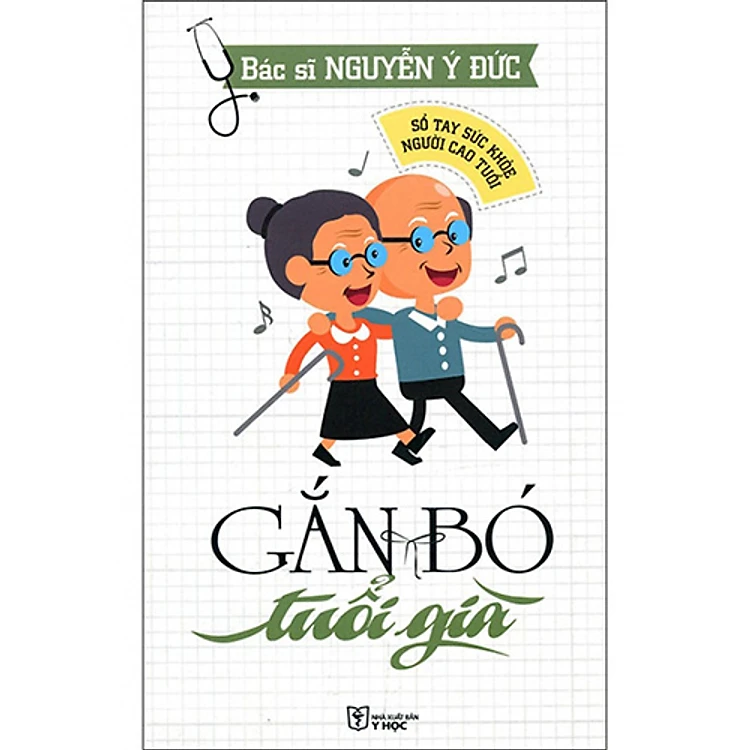 Bác sĩ NGUYỄN Ý ĐỨC
SỔ TAY SỨC KHỎE
NGƯỜI CAO TUỔI
GẮN BÓ
tuổi già
NHÀ XUẤT BẢN
Y HỌC